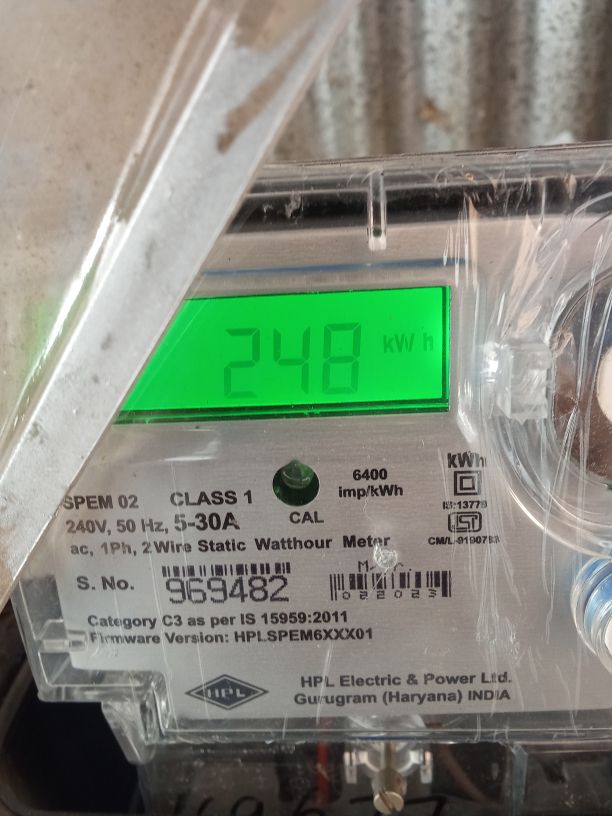 248 kWh
6400
imp/kWh
kWh
SPEM 02 CLASS 1
CAL
240V, 50 Hz, 5-30A
ac, 1Ph, 2 Wire Static Watthour Meter
S. No. 969482
022023
Category C3 as per IS 15959:2011
Firmware Version: HPLSPEM6XXX01
HPL
HPL Electric & Power Ltd.
Gurugram (Haryana) INDIA